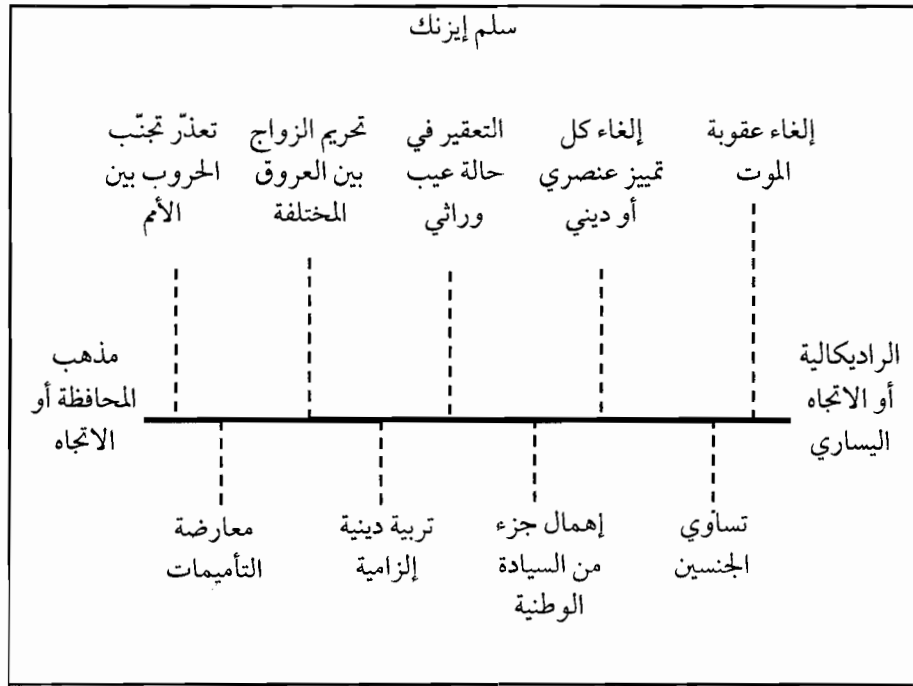 سلم إيزنك
إلغاء عقوبة
الموت
إلغاء كل
تمييز عنصري
أو ديني
التعقير في
حالة عيب
وراثي
تحريم الزواج
بين العروق
المختلفة
تعذّر تجنّب
الحروب بين
الأمم
الراديكالية
أو الاتجاه
اليساري
مذهب
المحافظة أو
الاتجاه
تساوي
الجنسين
إهمال جزء
من السيادة
الوطنية
تربية دينية
إلزامية
معارضة
التأميمات